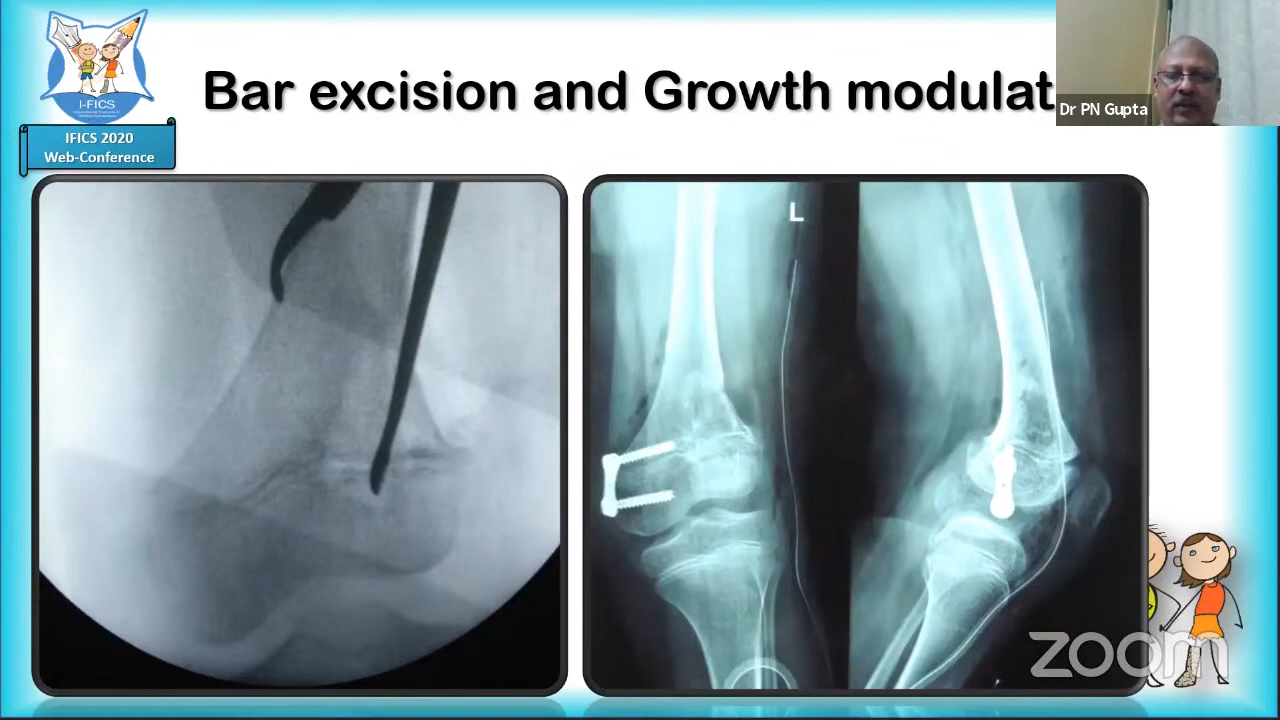 Bar excision and Growth modulat
Dr PN Gupta
I-FICS
IFICS 2020
Web-Conference
L
zoom